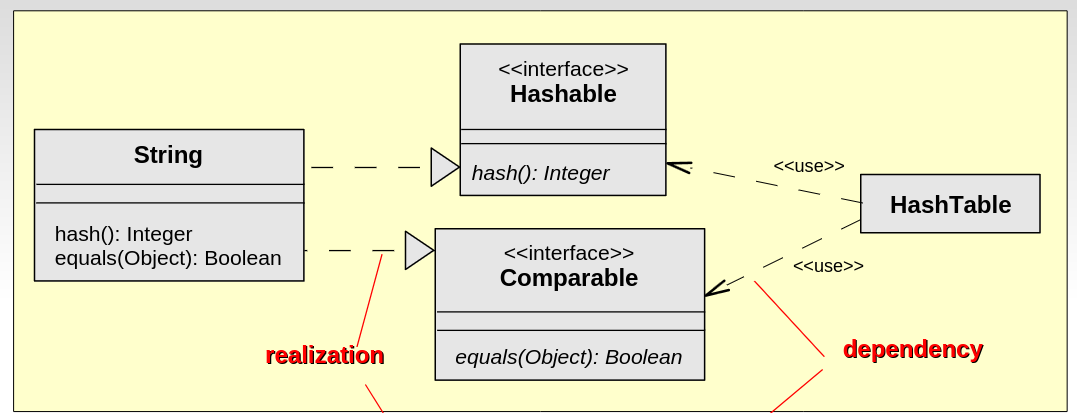 <<interface>>
Hashable
hash(): Integer
String
hash(): Integer
equals(Object): Boolean
<<use>>
HashTable
<<use>>
<<interface>>
Comparable
equals(Object): Boolean
realization
dependency